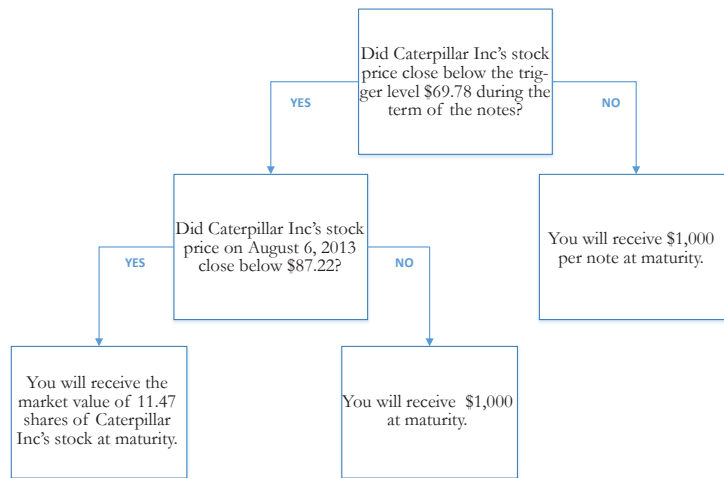 Did Caterpillar Inc's stock
price close below the trig-
ger level $69.78 during the
term of the notes?
YES
NO
Did Caterpillar Inc's stock
price on August 6, 2013
close below $87.22?
You will receive $1,000
per note at maturity.
YES
NO
You will receive the
market value of 11.47
shares of Caterpillar
Inc's stock at maturity.
You will receive $1,000
at maturity.